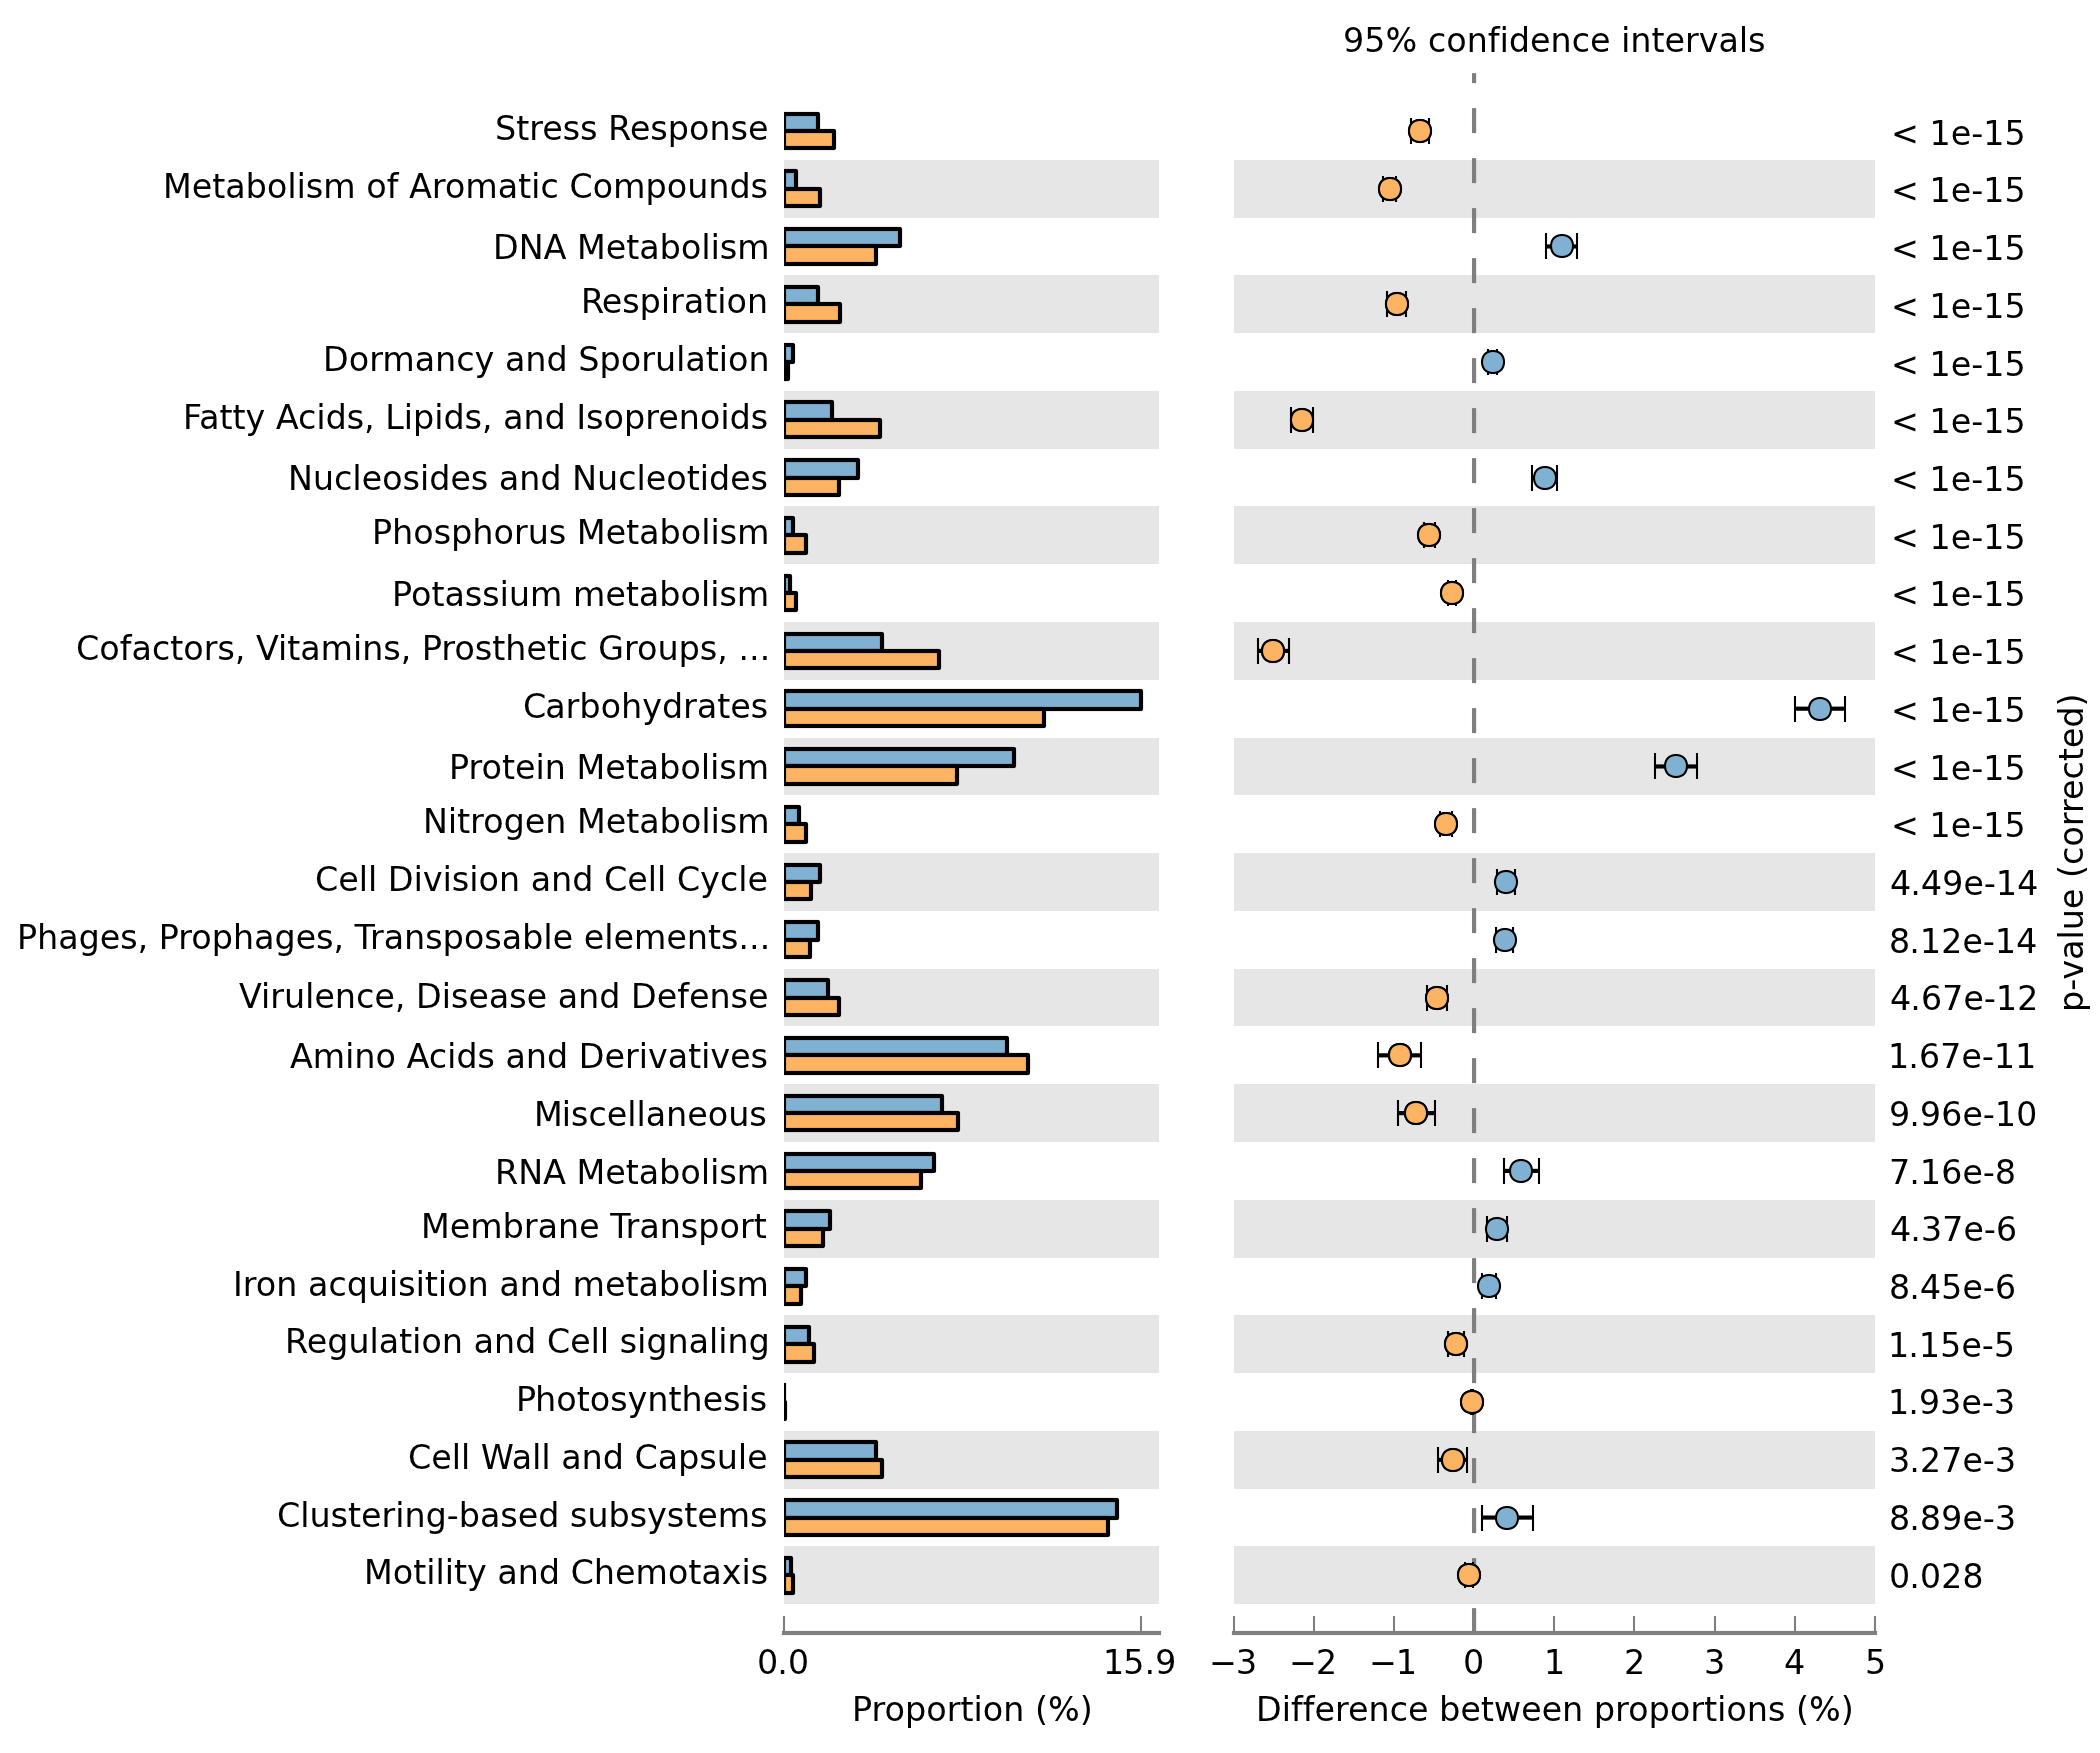 95% confidence intervals
Stress Response < 1e-15
Metabolism of Aromatic Compounds < 1e-15
DNA Metabolism < 1e-15
Respiration < 1e-15
Dormancy and Sporulation < 1e-15
Fatty Acids, Lipids, and Isoprenoids < 1e-15
Nucleosides and Nucleotides < 1e-15
Phosphorus Metabolism < 1e-15
Potassium metabolism < 1e-15
Cofactors, Vitamins, Prosthetic Groups, ... < 1e-15
Carbohydrates < 1e-15
Protein Metabolism < 1e-15
Nitrogen Metabolism < 1e-15
Cell Division and Cell Cycle 4.49e-14
Phages, Prophages, Transposable elements... 8.12e-14
Virulence, Disease and Defense 4.67e-12
Amino Acids and Derivatives 1.67e-11
Miscellaneous 9.96e-10
RNA Metabolism 7.16e-8
Membrane Transport 4.37e-6
Iron acquisition and metabolism 8.45e-6
Regulation and Cell signaling 1.15e-5
Photosynthesis 1.93e-3
Cell Wall and Capsule 3.27e-3
Clustering-based subsystems 8.89e-3
Motility and Chemotaxis 0.028
p-value (corrected)
0.0 15.9 −3 −2 −1 0 1 2 3 4 5
Proportion (%) Difference between proportions (%)